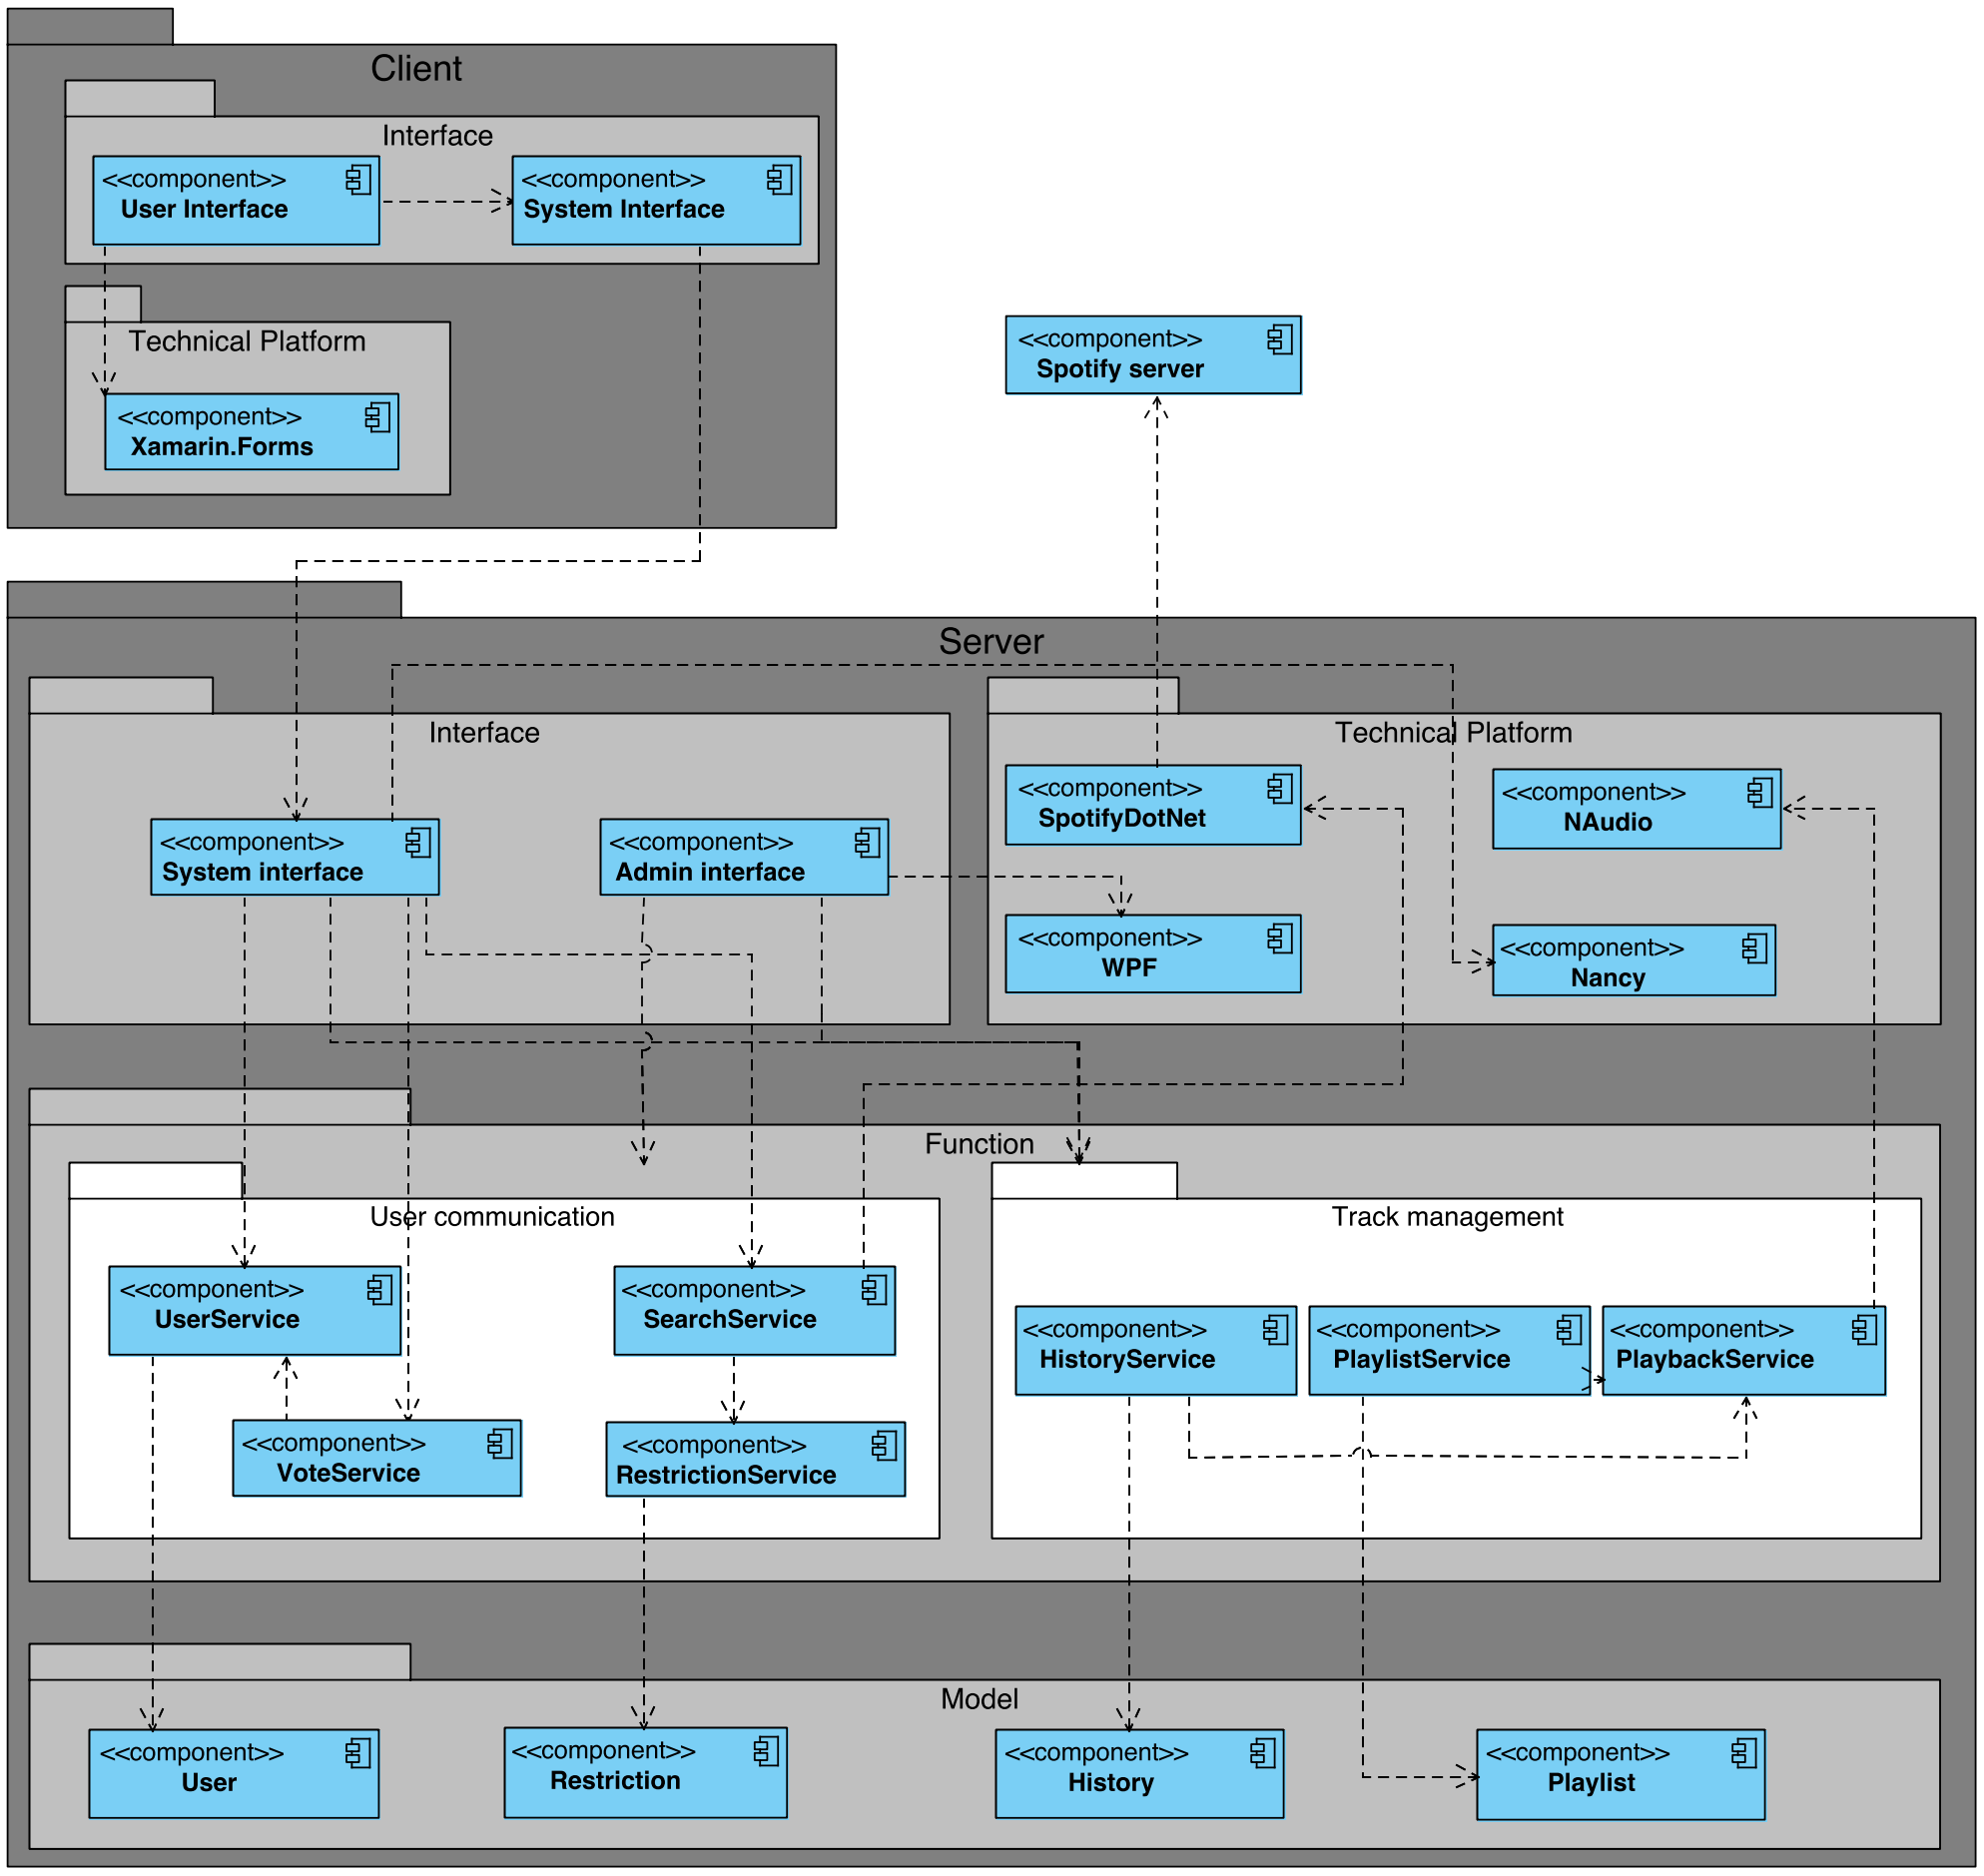 Client
Interface
<<component>>
User Interface
<<component>>
System Interface
Technical Platform
<<component>>
Xamarin.Forms
<<component>>
Spotify server
Server
Interface
<<component>>
System interface
<<component>>
Admin interface
Technical Platform
<<component>>
SpotifyDotNet
<<component>>
NAudio
<<component>>
WPF
<<component>>
Nancy
Function
User communication
<<component>>
UserService
<<component>>
SearchService
<<component>>
VoteService
<<component>>
RestrictionService
Track management
<<component>>
HistoryService
<<component>>
PlaylistService
<<component>>
PlaybackService
Model
<<component>>
User
<<component>>
Restriction
<<component>>
History
<<component>>
Playlist